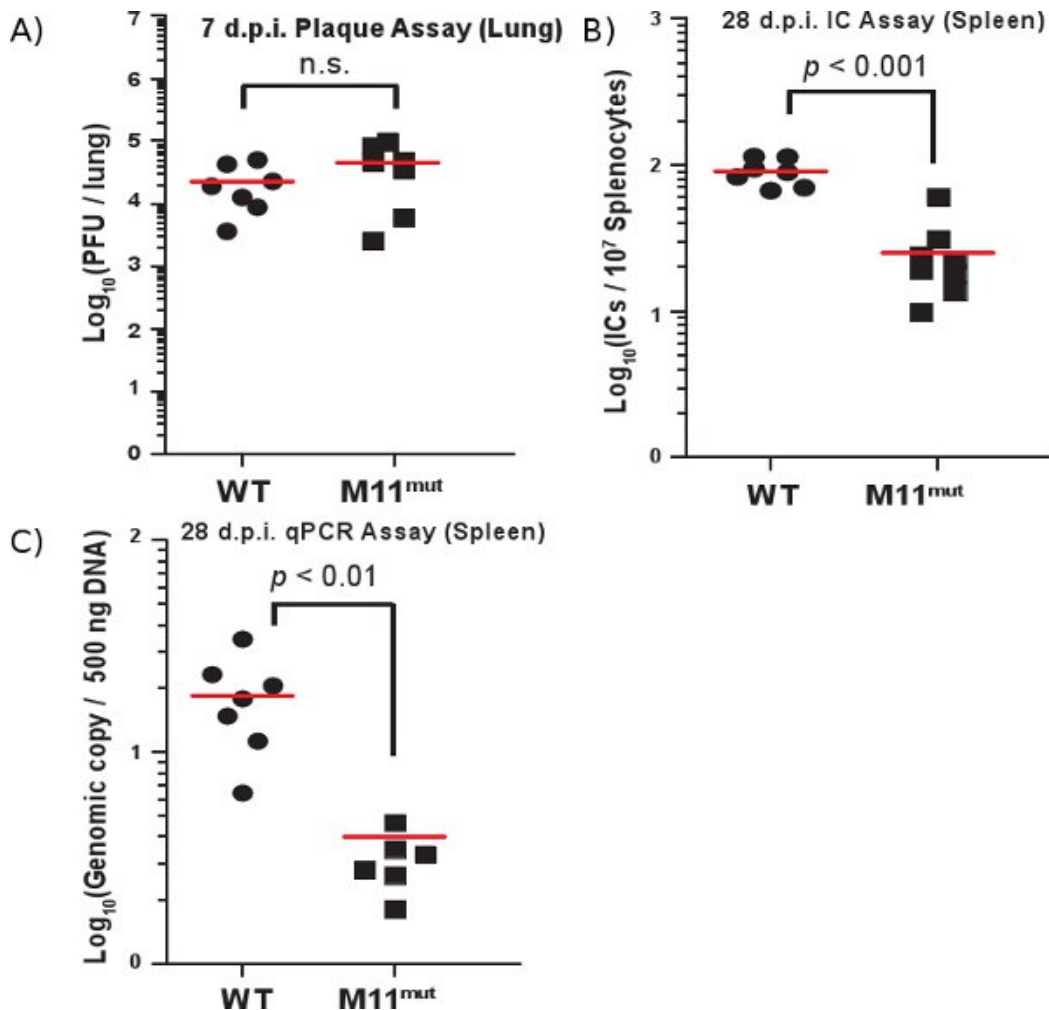 A)
7 d.p.i. Plaque Assay (Lung)
n.s.
Log₁₀(PFU / lung)
7
6
5
4
3
2
1
0
WT
M11ᵐᵘᵗ
B)
28 d.p.i. IC Assay (Spleen)
p < 0.001
Log₁₀(ICs / 10⁷ Splenocytes)
3
2
1
0
WT
M11ᵐᵘᵗ
C)
28 d.p.i. qPCR Assay (Spleen)
p < 0.01
Log₁₀(Genomic copy / 500 ng DNA)
2
1
0
WT
M11ᵐᵘᵗ